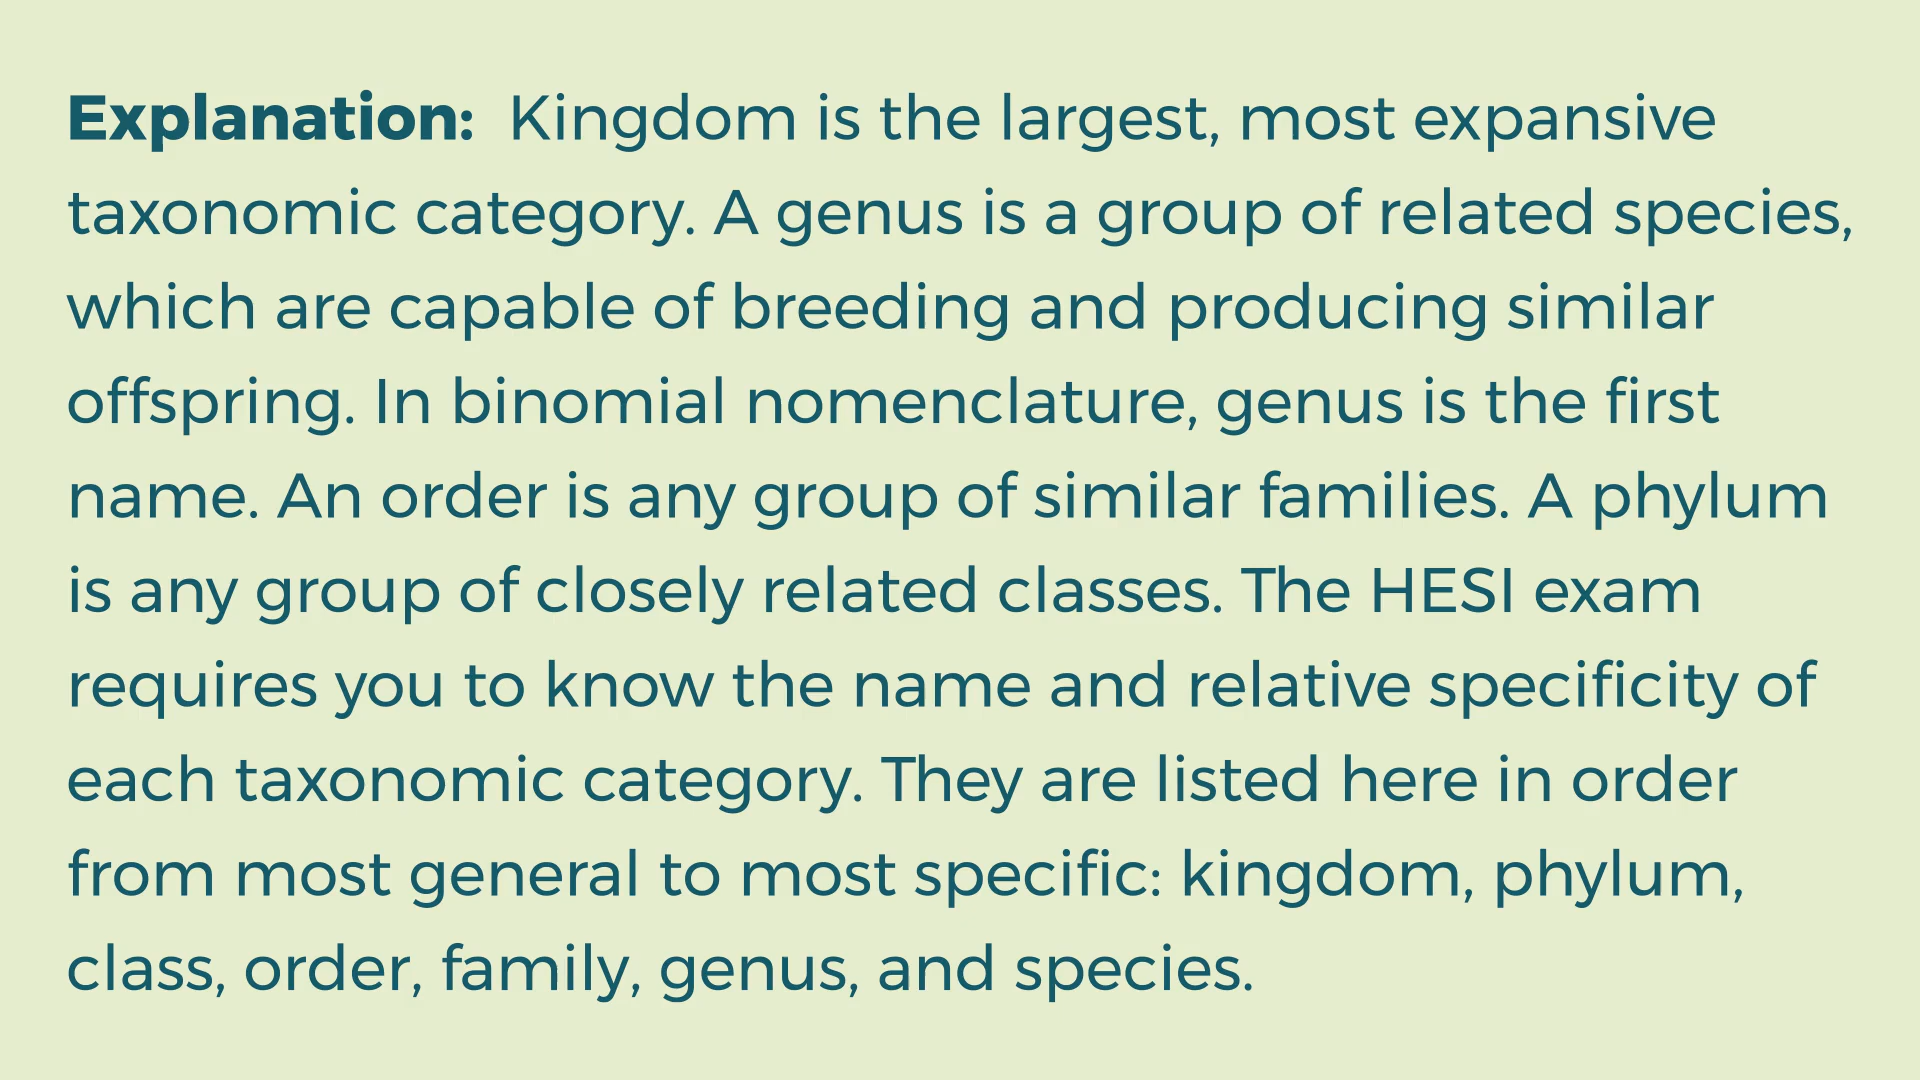 Explanation: Kingdom is the largest, most expansive
taxonomic category. A genus is a group of related species,
which are capable of breeding and producing similar
offspring. In binomial nomenclature, genus is the first
name. An order is any group of similar families. A phylum
is any group of closely related classes. The HESI exam
requires you to know the name and relative specificity of
each taxonomic category. They are listed here in order
from most general to most specific: kingdom, phylum,
class, order, family, genus, and species.